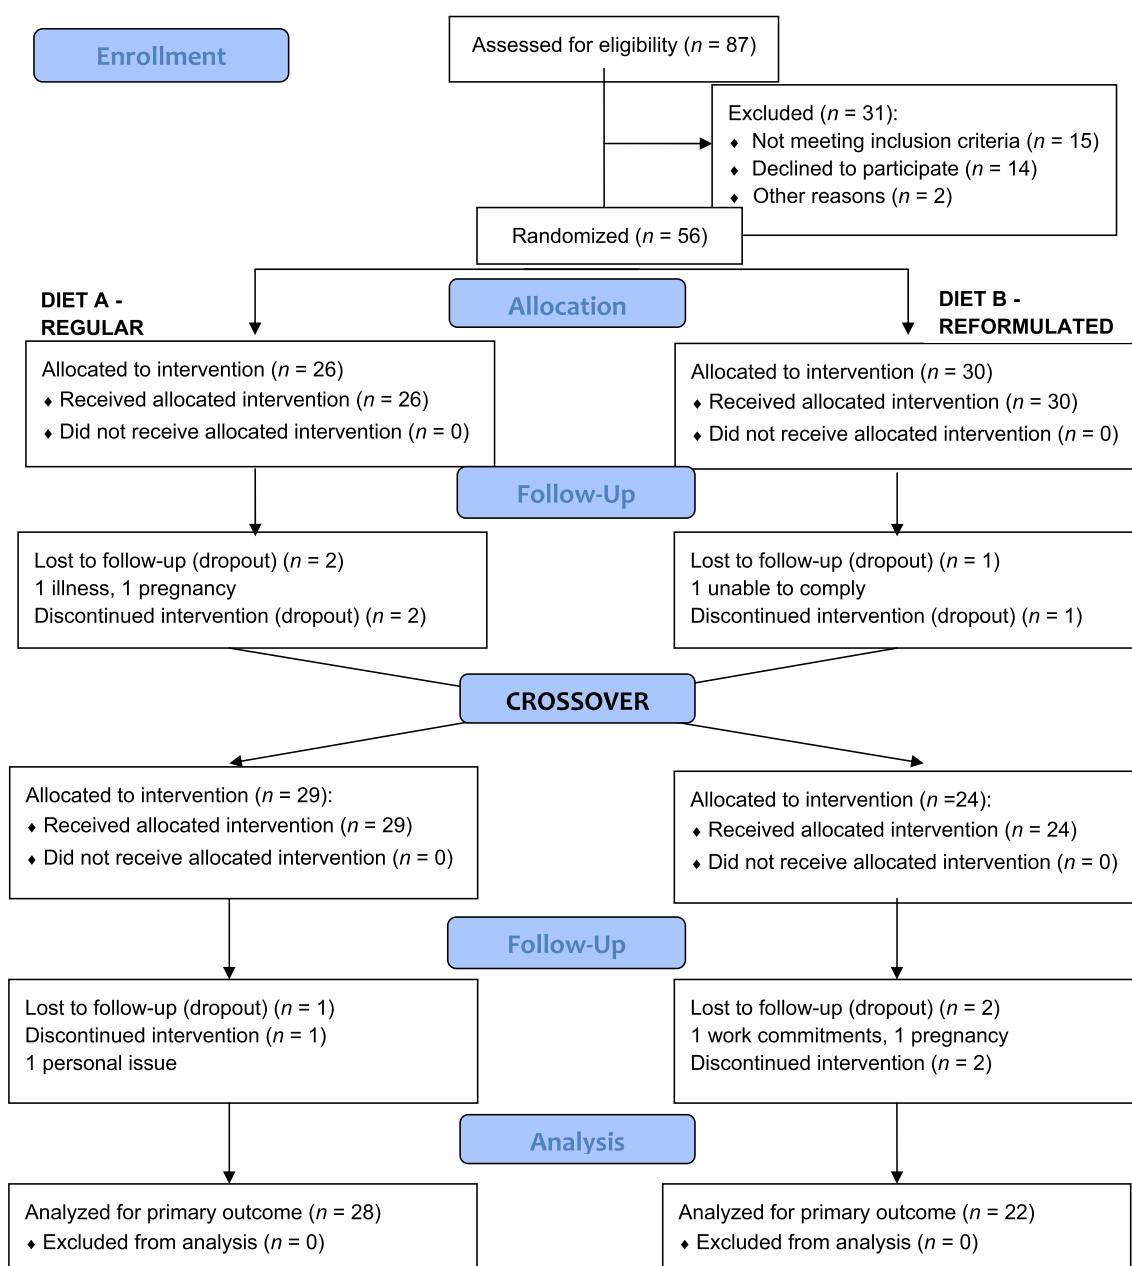 Enrollment
Assessed for eligibility (n = 87)
Excluded (n = 31):
♦ Not meeting inclusion criteria (n = 15)
♦ Declined to participate (n = 14)
♦ Other reasons (n = 2)
Randomized (n = 56)
Allocation
DIET A -
REGULAR
DIET B -
REFORMULATED
Allocated to intervention (n = 26)
♦ Received allocated intervention (n = 26)
♦ Did not receive allocated intervention (n = 0)
Allocated to intervention (n = 30)
♦ Received allocated intervention (n = 30)
♦ Did not receive allocated intervention (n = 0)
Follow-Up
Lost to follow-up (dropout) (n = 2)
1 illness, 1 pregnancy
Discontinued intervention (dropout) (n = 2)
Lost to follow-up (dropout) (n = 1)
1 unable to comply
Discontinued intervention (dropout) (n = 1)
CROSSOVER
Allocated to intervention (n = 29):
♦ Received allocated intervention (n = 29)
♦ Did not receive allocated intervention (n = 0)
Allocated to intervention (n =24):
♦ Received allocated intervention (n = 24)
♦ Did not receive allocated intervention (n = 0)
Follow-Up
Lost to follow-up (dropout) (n = 1)
Discontinued intervention (n = 1)
1 personal issue
Lost to follow-up (dropout) (n = 2)
1 work commitments, 1 pregnancy
Discontinued intervention (n = 2)
Analysis
Analyzed for primary outcome (n = 28)
♦ Excluded from analysis (n = 0)
Analyzed for primary outcome (n = 22)
♦ Excluded from analysis (n = 0)